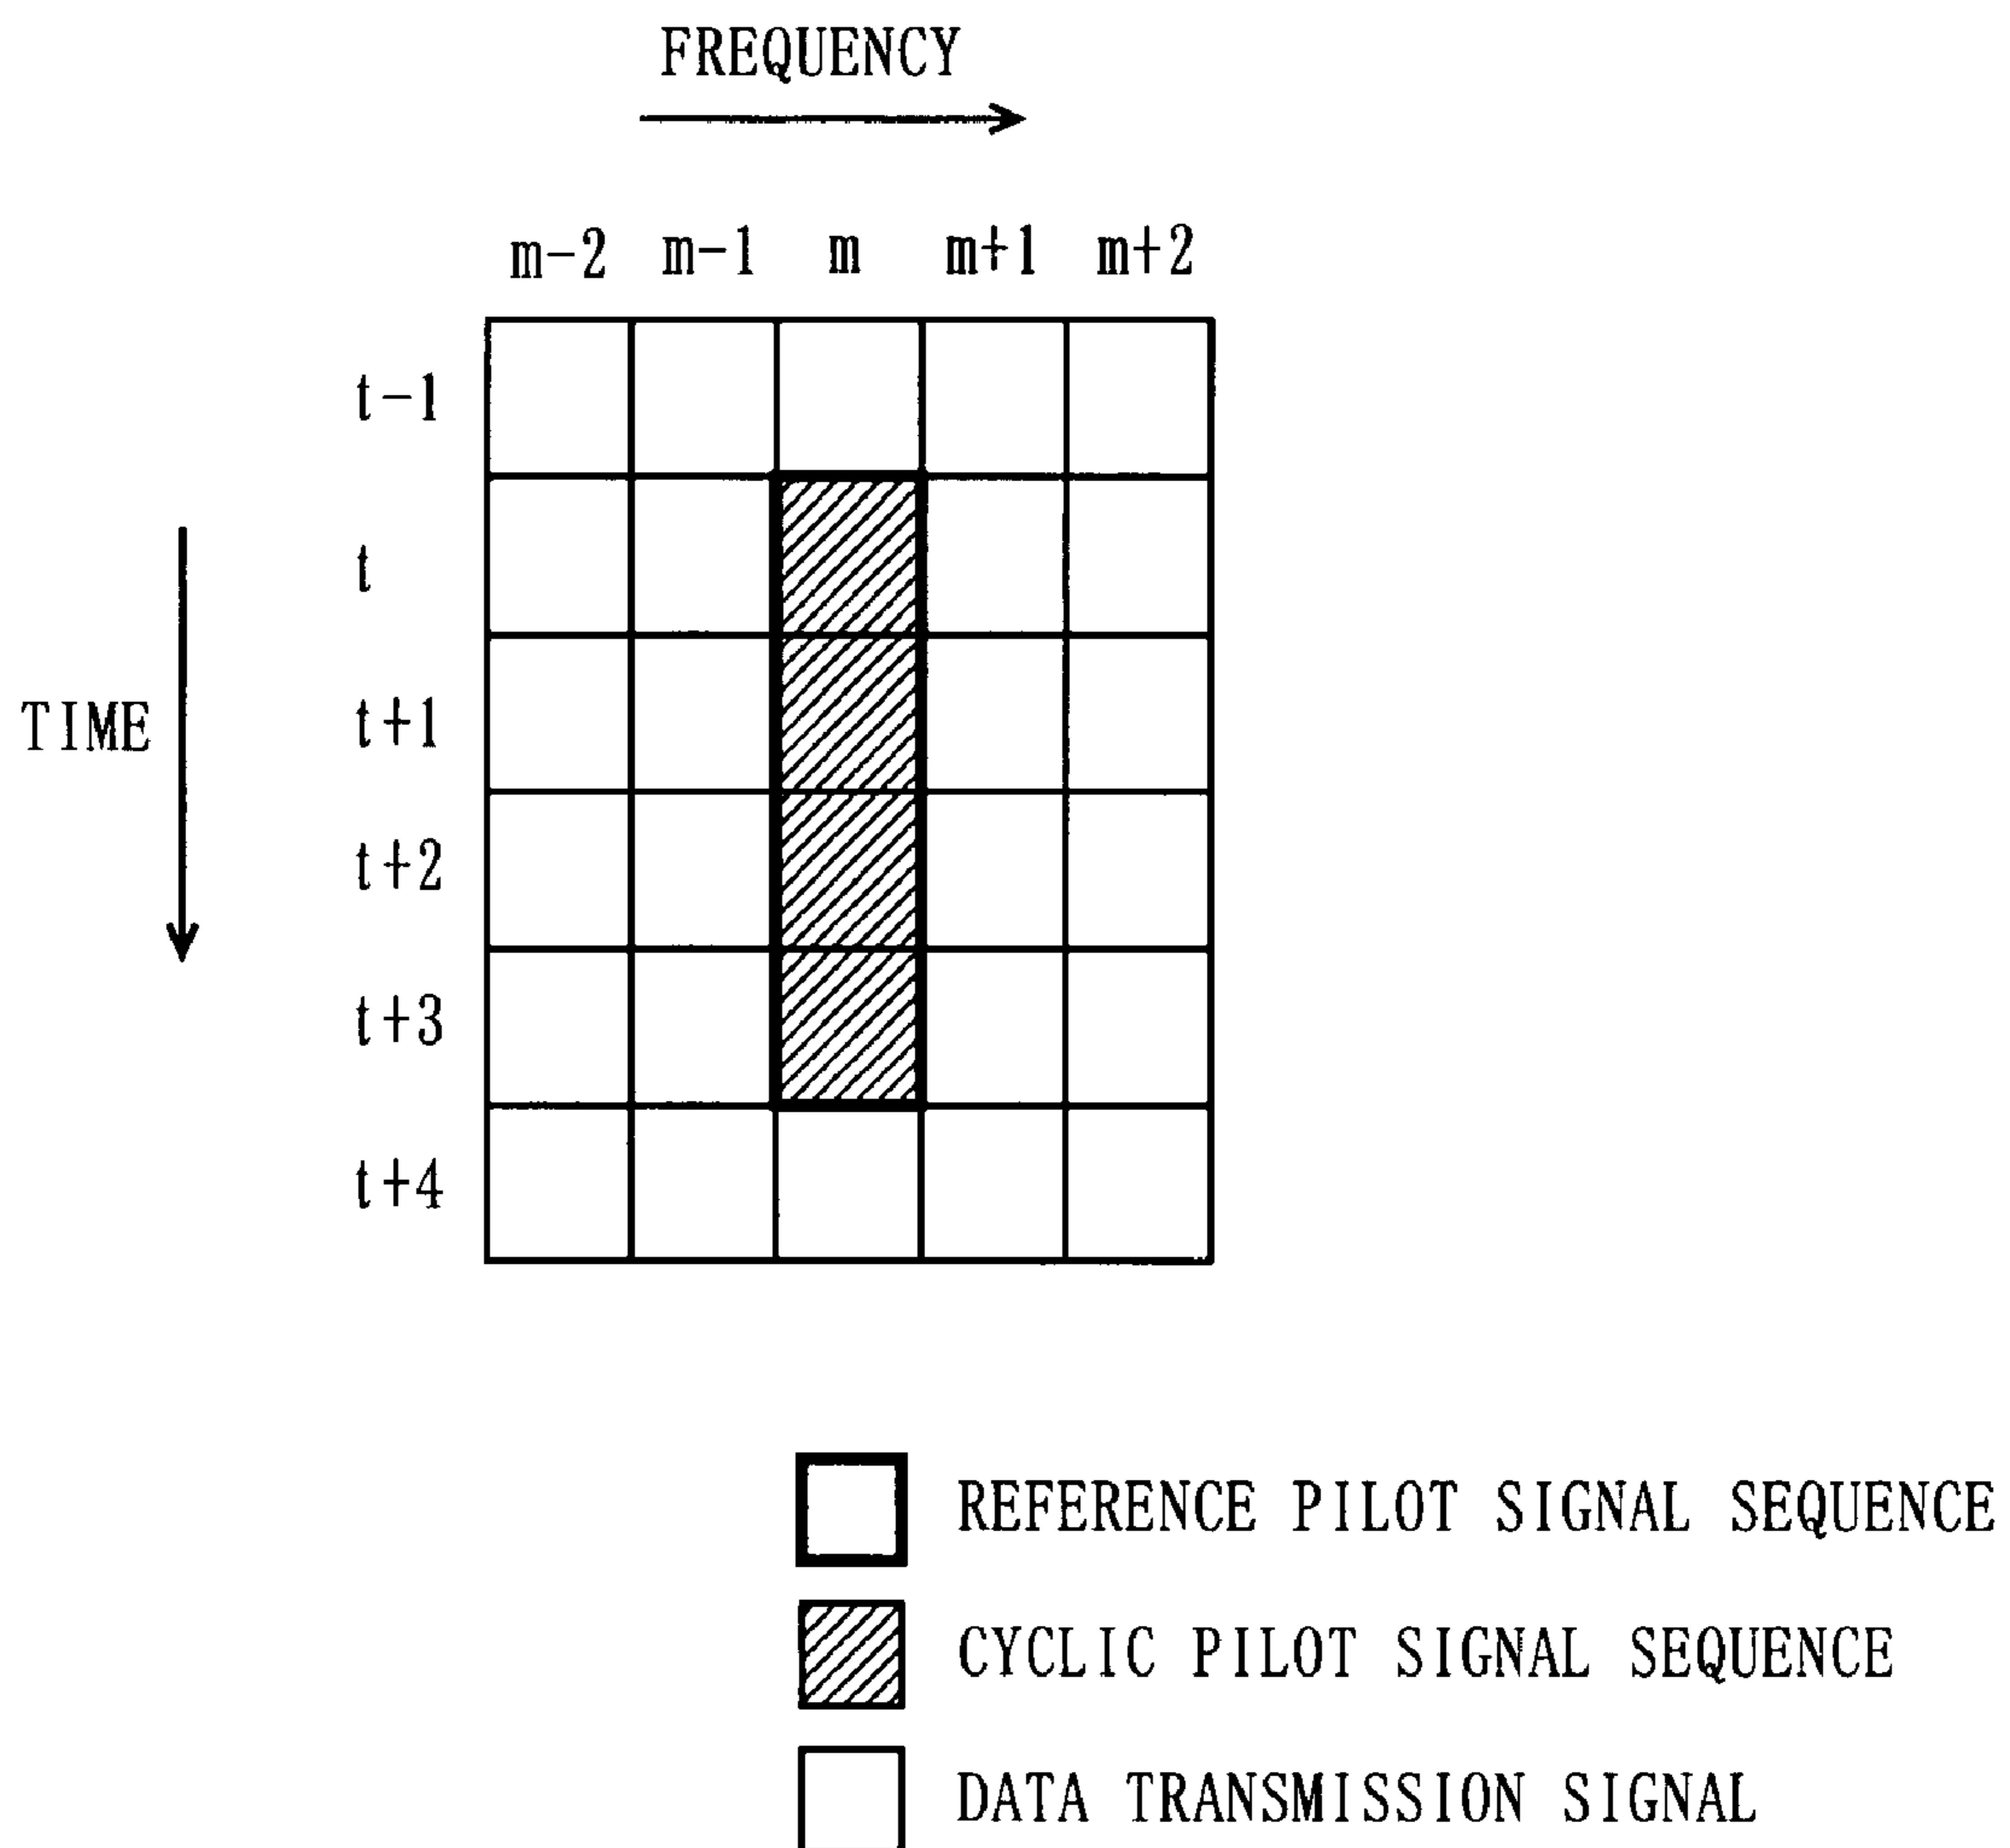 FREQUENCY
m-2 m-1 m m+1 m+2
t-1
t
t+1
TIME
t+2
t+3
t+4
REFERENCE PILOT SIGNAL SEQUENCE
CYCLIC PILOT SIGNAL SEQUENCE
DATA TRANSMISSION SIGNAL